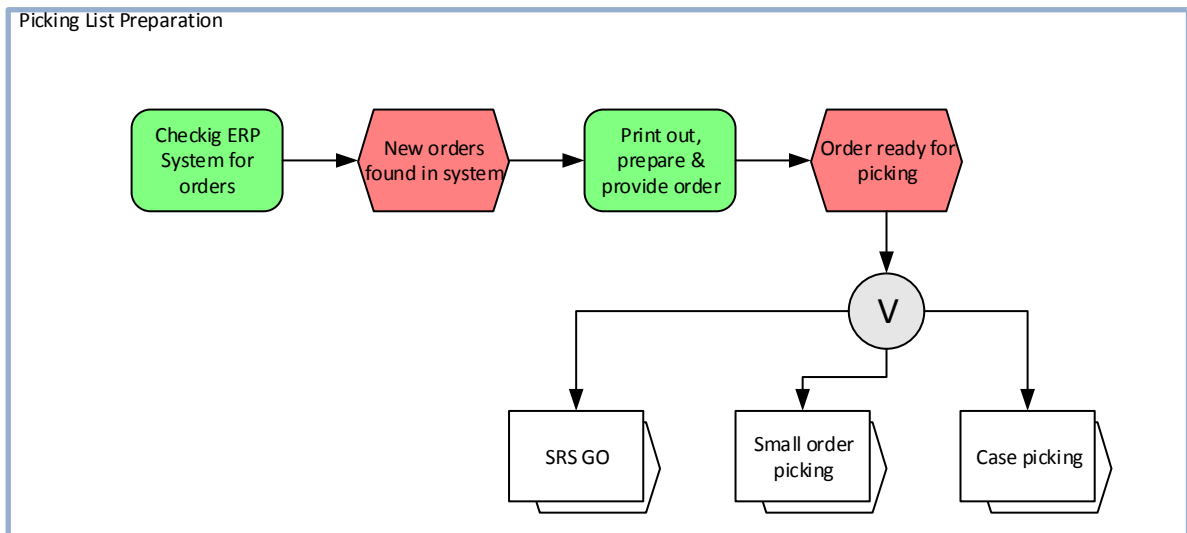 Picking List Preparation
Checkig ERP
System for
orders
New orders
found in system
Print out,
prepare &
provide order
Order ready for
picking
V
SRS GO
Small order
picking
Case picking